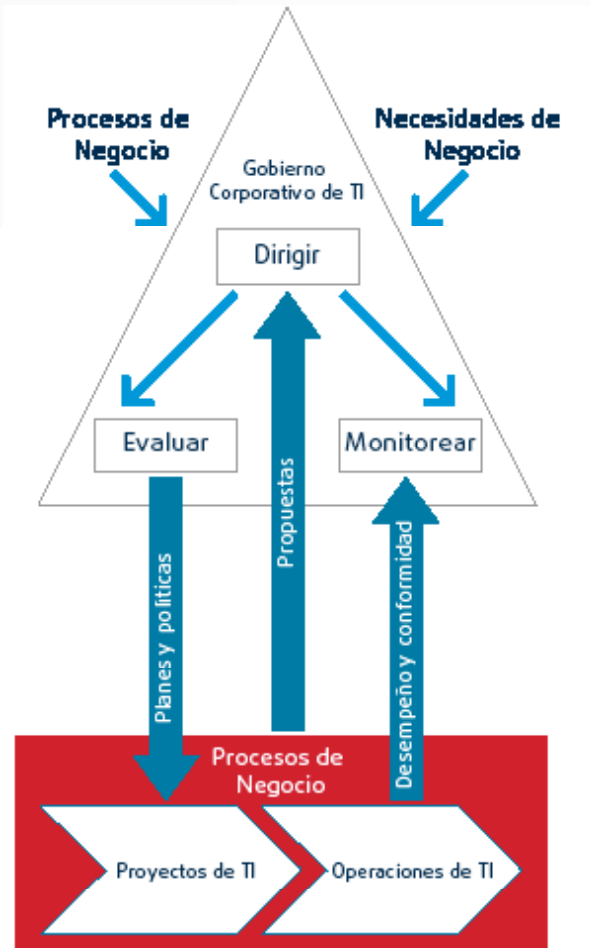 Procesos de
Negocio
Necesidades de
Negocio
Gobierno
Corporativo de TI
Dirigir
Evaluar
Monitorear
Planes y políticas
Propuestas
Desempeño y conformidad
Procesos de
Negocio
Proyectos de TI
Operaciones de TI